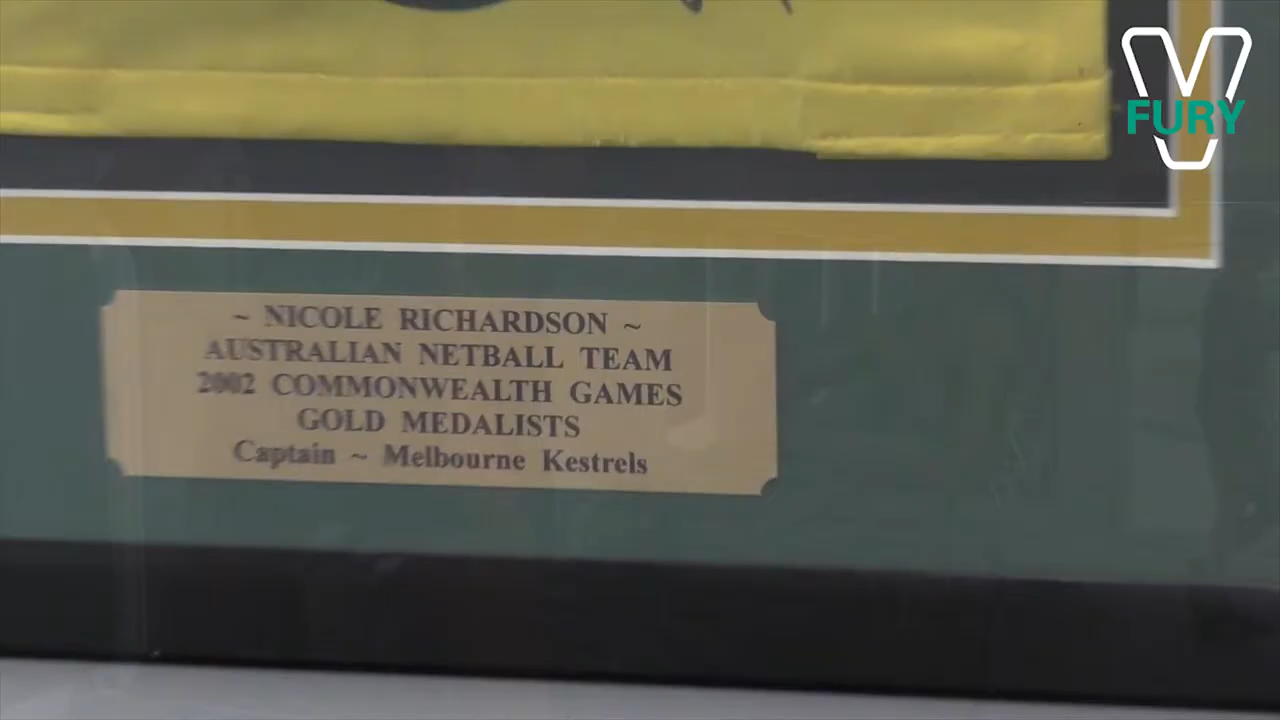 V
FURY
~ NICOLE RICHARDSON ~
AUSTRALIAN NETBALL TEAM
2002 COMMONWEALTH GAMES
GOLD MEDALISTS
Captain ~ Melbourne Kestrels